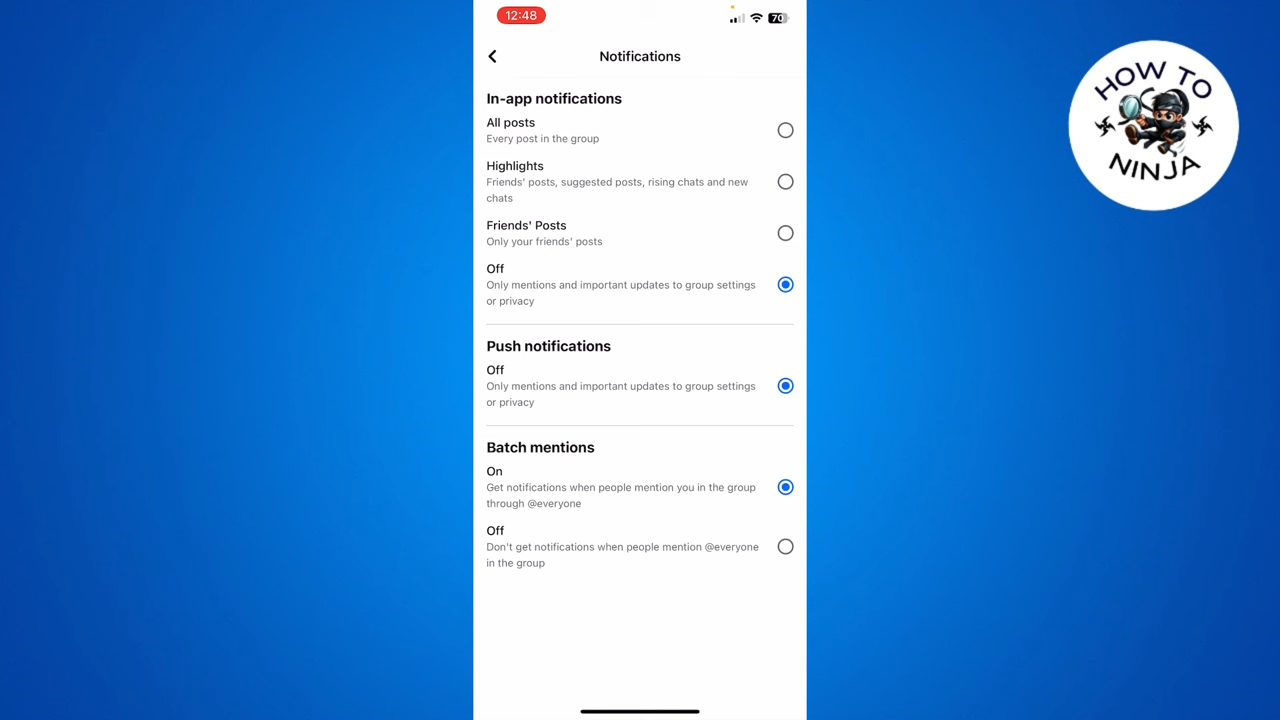 12:48
70
Notifications
In-app notifications
All posts
Every post in the group
Highlights
Friends' posts, suggested posts, rising chats and new
chats
Friends' Posts
Only your friends' posts
Off
Only mentions and important updates to group settings
or privacy
Push notifications
Off
Only mentions and important updates to group settings
or privacy
Batch mentions
On
Get notifications when people mention you in the group
through @everyone
Off
Don't get notifications when people mention @everyone
in the group
HOW TO
NINJA